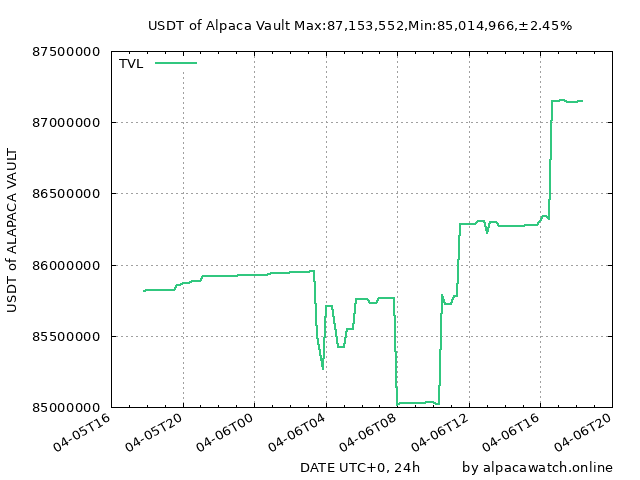 USDT of Alpaca Vault Max:87,153,552,Min:85,014,966,±2.45%
TVL
USDT of ALAPACA VAULT
87500000
87000000
86500000
86000000
85500000
85000000
04-05T16
04-05T20
04-06T00
04-06T04
04-06T08
04-06T12
04-06T16
04-06T20
DATE UTC+0, 24h
by alpacawatch.online